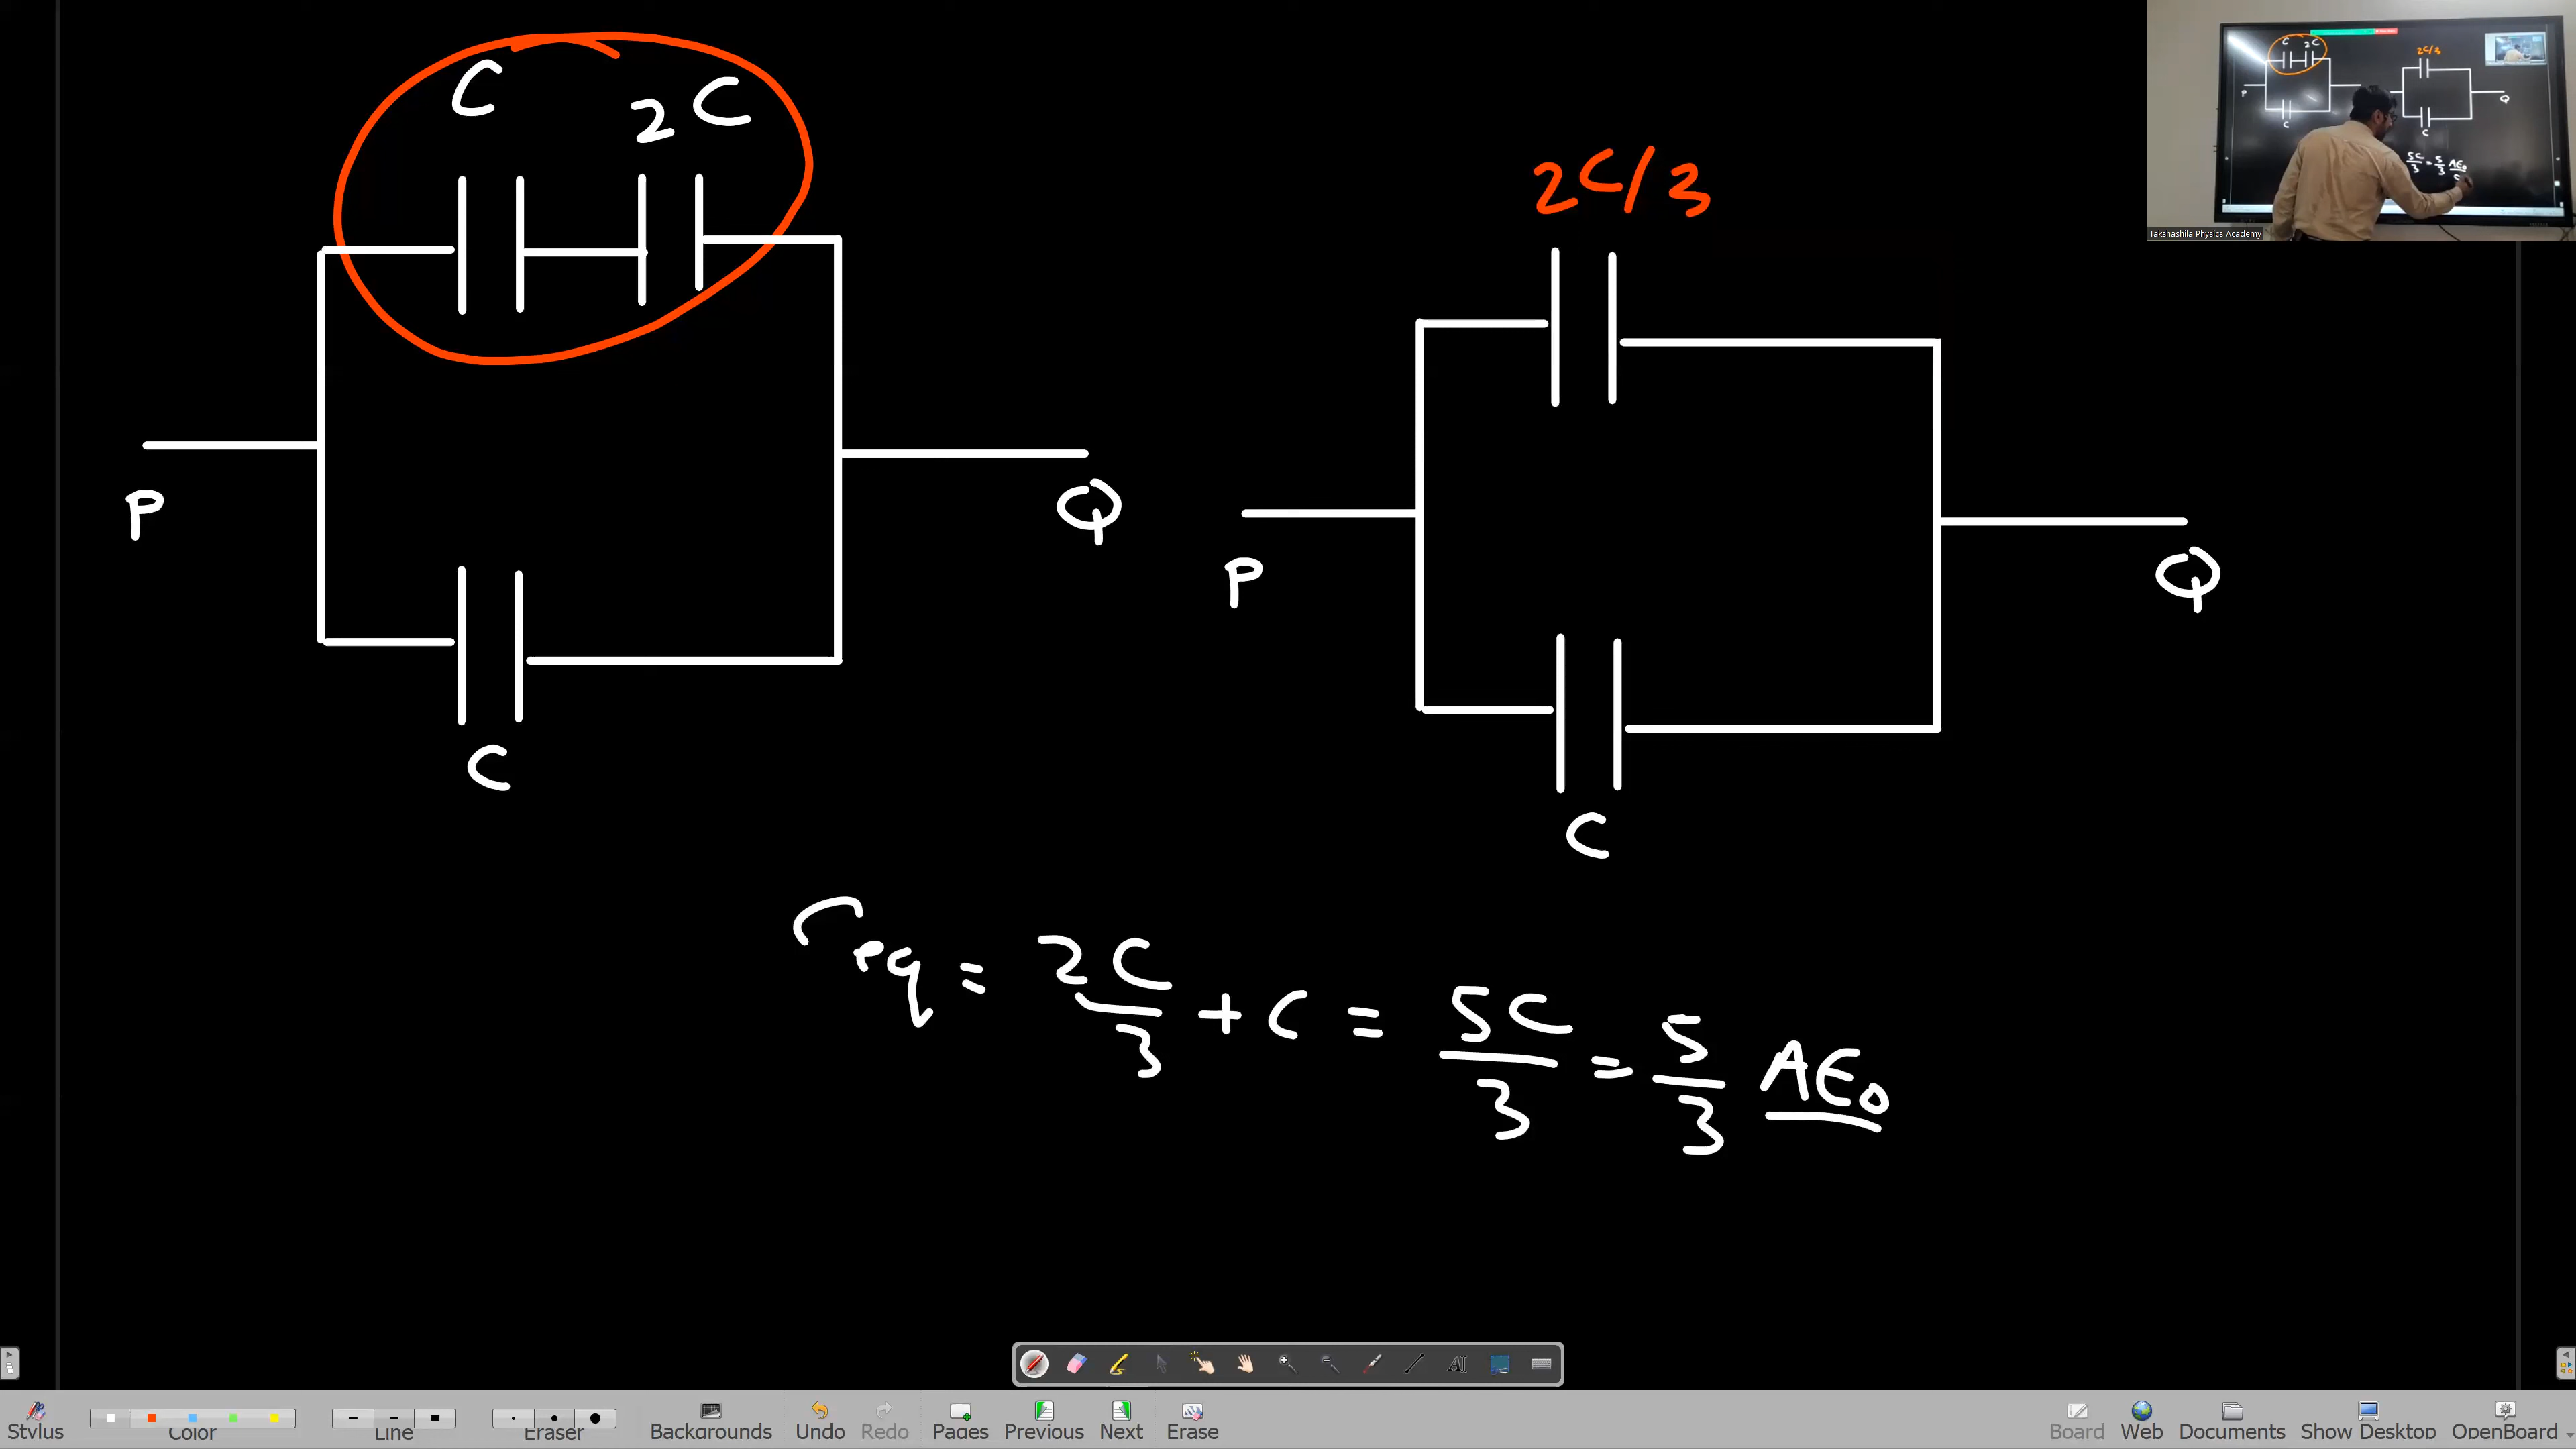 C 2C
2C/3
Takshashila Physics Academy
P Q
P Q
C
C
Ceq = 2C/3 + C = 5C/3 = 5/3 Aϵ₀
AI
Stylus Color Line Eraser Backgrounds Undo Redo Pages Previous Next Erase Board Web Documents Show Desktop OpenBoard